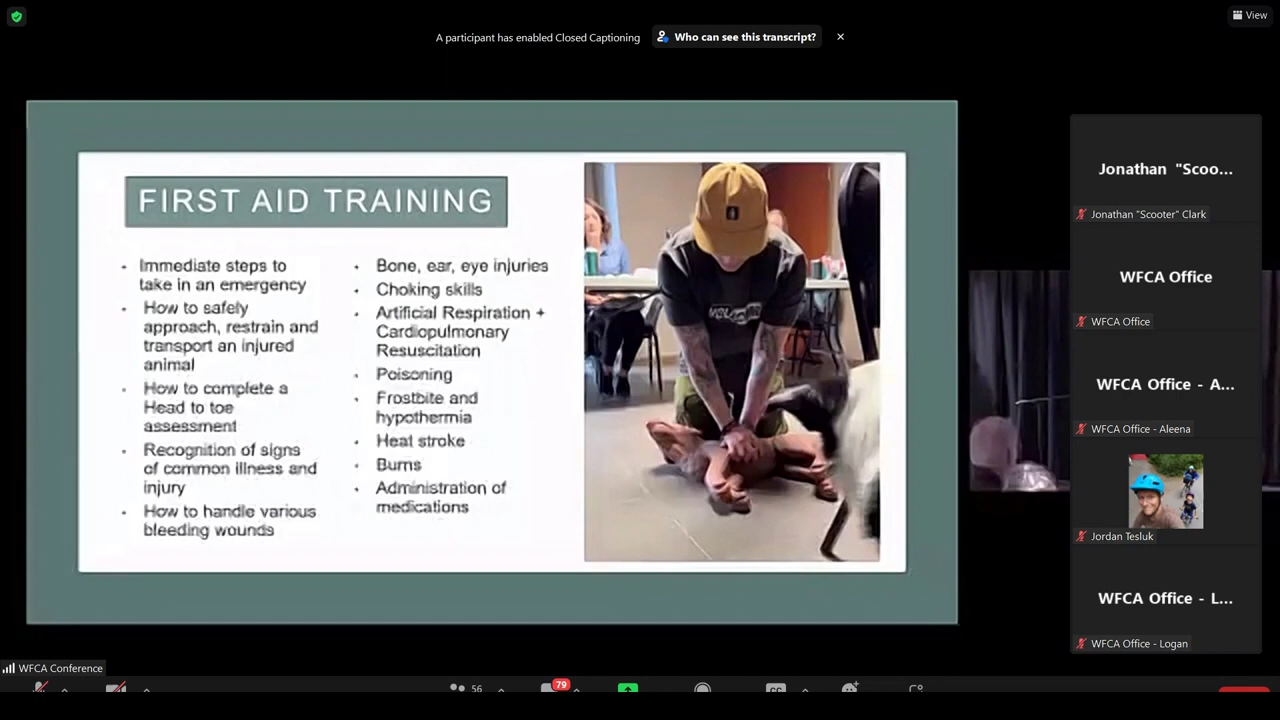 View
A participant has enabled Closed Captioning
Who can see this transcript?
FIRST AID TRAINING
Immediate steps to
take in an emergency
How to safely
approach, restrain and
transport an injured
animal
How to complete a
Head to toe
assessment
Recognition of signs
of common illness and
injury
How to handle various
bleeding wounds
Bone, ear, eye injuries
Choking skills
Artificial Respiration +
Cardiopulmonary
Resuscitation
Poisoning
Frostbite and
hypothermia
Heat stroke
Burns
Administration of
medications
Jonathan "Scoo...
Jonathan "Scooter" Clark
WFCA Office
WFCA Office
WFCA Office - A...
WFCA Office - Aleena
Jordan Tesluk
WFCA Office - L...
WFCA Office - Logan
WFCA Conference
56
79
CC